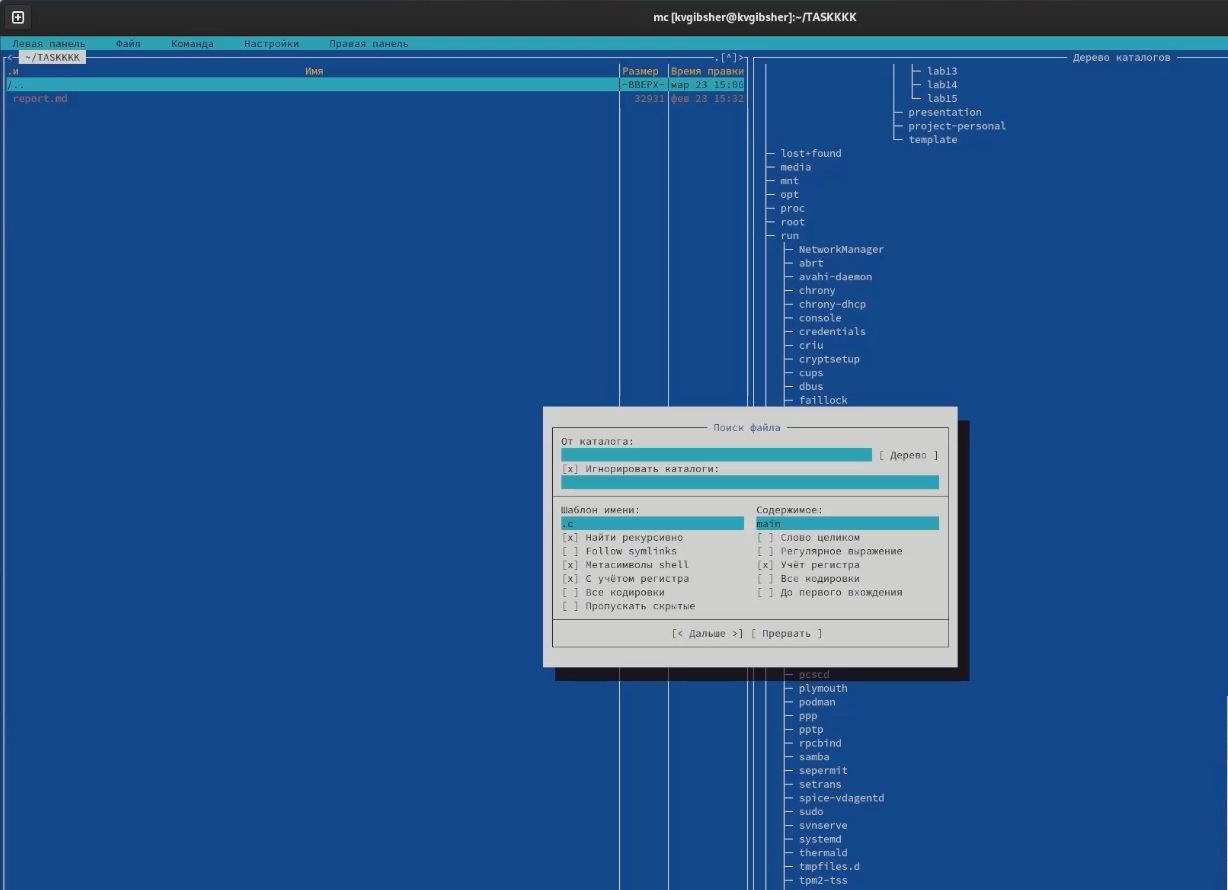 mc [kvgibsher@kvgibsher]:~/TASKKKK
Левая панель Файл Команда Настройки Правая панель
~/TASKKKK .[^]>
.и Имя Размер Время правки
/.. -ВВЕРХ- мар 23 15:06
report.md 32931 фев 23 15:32
Дерево каталогов
lab13
lab14
lab15
presentation
project-personal
template
lost+found
media
mnt
opt
proc
root
run
NetworkManager
abrt
avahi-daemon
chrony
chrony-dhcp
console
credentials
criu
cryptsetup
cups
dbus
faillock
Поиск файла
От каталога:
[ Дерево ]
[x] Игнорировать каталоги:
Шаблон имени: Содержимое:
.c main
[x] Найти рекурсивно [ ] Слово целиком
[ ] Follow symlinks [ ] Регулярное выражение
[x] Метасимволы shell [x] Учёт регистра
[x] С учётом регистра [ ] Все кодировки
[ ] Все кодировки [ ] До первого вхождения
[ ] Пропускать скрытые
[< Дальше >] [ Прервать ]
pcscd
plymouth
podman
ppp
pptp
rpcbind
samba
sepermit
setrans
spice-vdagentd
sudo
svnserve
systemd
thermald
tmpfiles.d
tpm2-tss